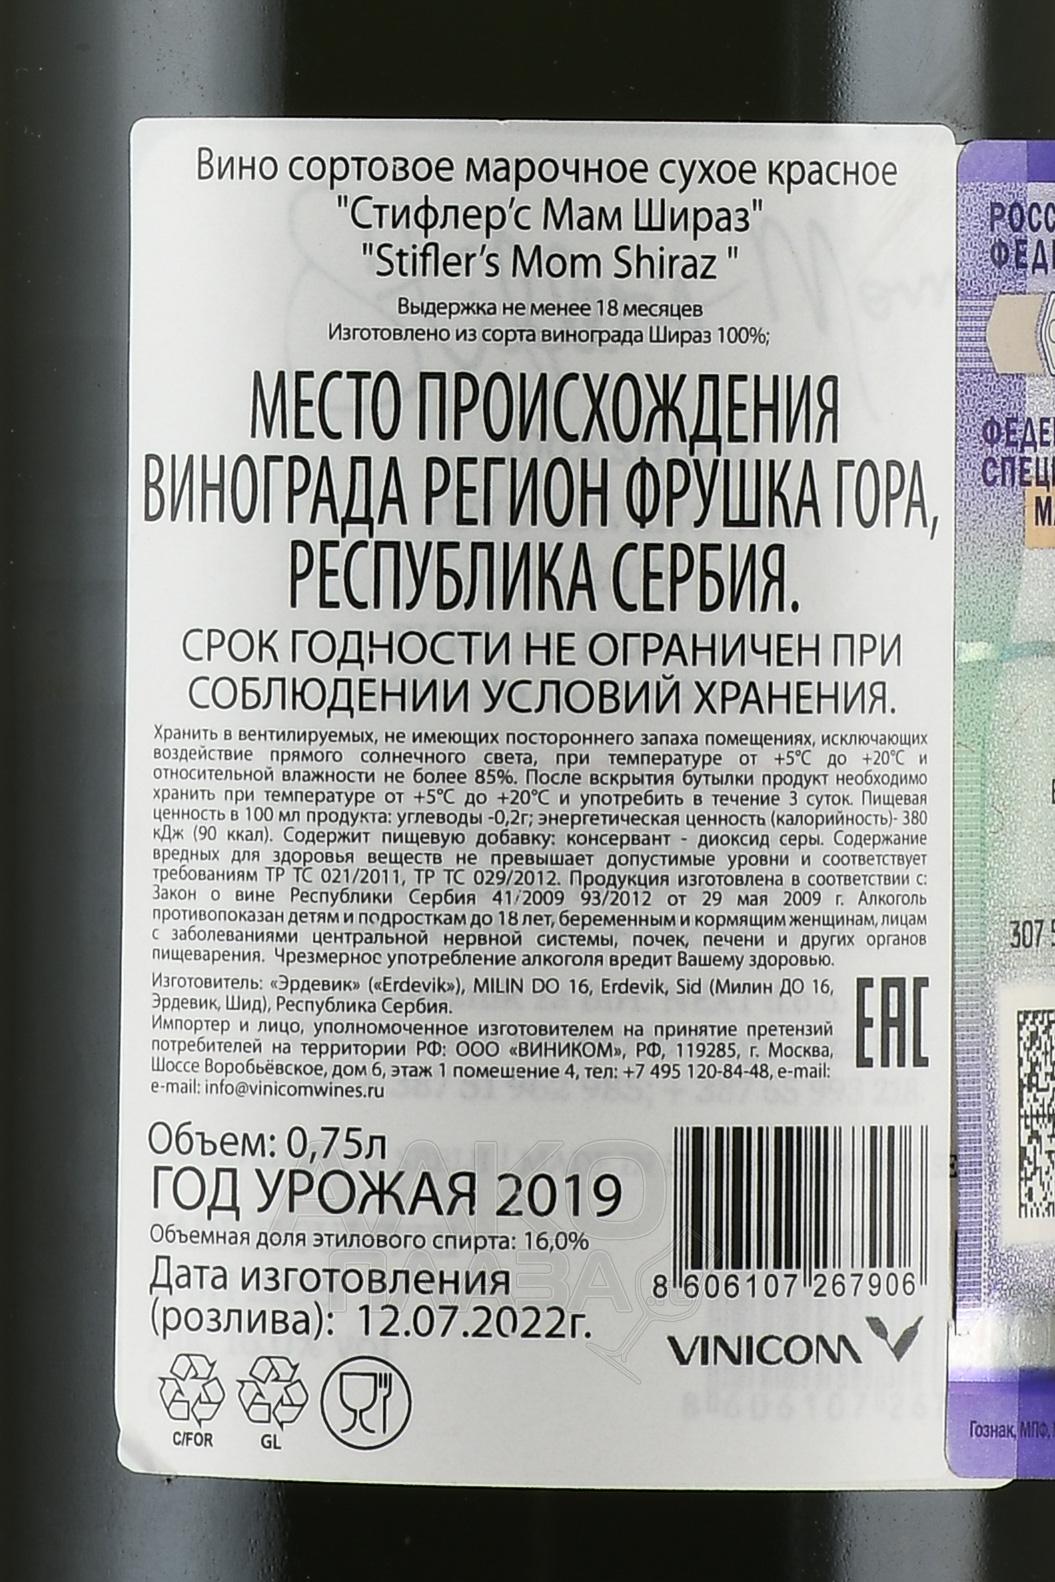 Вино сортовое марочное сухое красное
"Стифлер'с Мам Шираз"
"Stifler's Mom Shiraz "
Выдержка не менее 18 месяцев
Изготовлено из сорта винограда Шираз 100%;
МЕСТО ПРОИСХОЖДЕНИЯ
ВИНОГРАДА РЕГИОН ФРУШКА ГОРА,
РЕСПУБЛИКА СЕРБИЯ.
СРОК ГОДНОСТИ НЕ ОГРАНИЧЕН ПРИ
СОБЛЮДЕНИИ УСЛОВИЙ ХРАНЕНИЯ.
Хранить в вентилируемых, не имеющих постороннего запаха помещениях, исключающих
воздействие прямого солнечного света, при температуре от +5°С до +20°С и
относительной влажности не более 85%. После вскрытия бутылки продукт необходимо
хранить при температуре от +5°С до +20°С и употребить в течение 3 суток. Пищевая
ценность в 100 мл продукта: углеводы -0,2г; энергетическая ценность (калорийность)- 380
кДж (90 ккал). Содержит пищевую добавку: консервант - диоксид серы. Содержание
вредных для здоровья веществ не превышает допустимые уровни и соответствует
требованиям ТР ТС 021/2011, ТР ТС 029/2012. Продукция изготовлена в соответствии с:
Закон о вине Республики Сербия 41/2009 93/2012 от 29 мая 2009 г. Алкоголь
противопоказан детям и подросткам до 18 лет, беременным и кормящим женщинам, лицам
с заболеваниями центральной нервной системы, почек, печени и других органов
пищеварения. Чрезмерное употребление алкоголя вредит Вашему здоровью.
Изготовитель: «Эрдевик» («Erdevik»), MILIN DO 16, Erdevik, Sid (Милин ДО 16,
Эрдевик, Шид), Республика Сербия.
Импортер и лицо, уполномоченное изготовителем на принятие претензий
потребителей на территории РФ: ООО «ВИНИКОМ», РФ, 119285, г. Москва,
Шоссе Воробьёвское, дом 6, этаж 1 помещение 4, тел: +7 495 120-84-48, e-mail:
e-mail: info@vinicomwines.ru
EAC
Объем: 0,75л
ГОД УРОЖАЯ 2019
Объемная доля этилового спирта: 16,0%
Дата изготовления
(розлива): 12.07.2022г.
8 606107 267906
VINICOM
C/FOR
GL
АЛКО
ПЛАЗА
РОСС
ФЕД
ФЕДЕ
СПЕЦ
М
307
Гознак, МПФ,